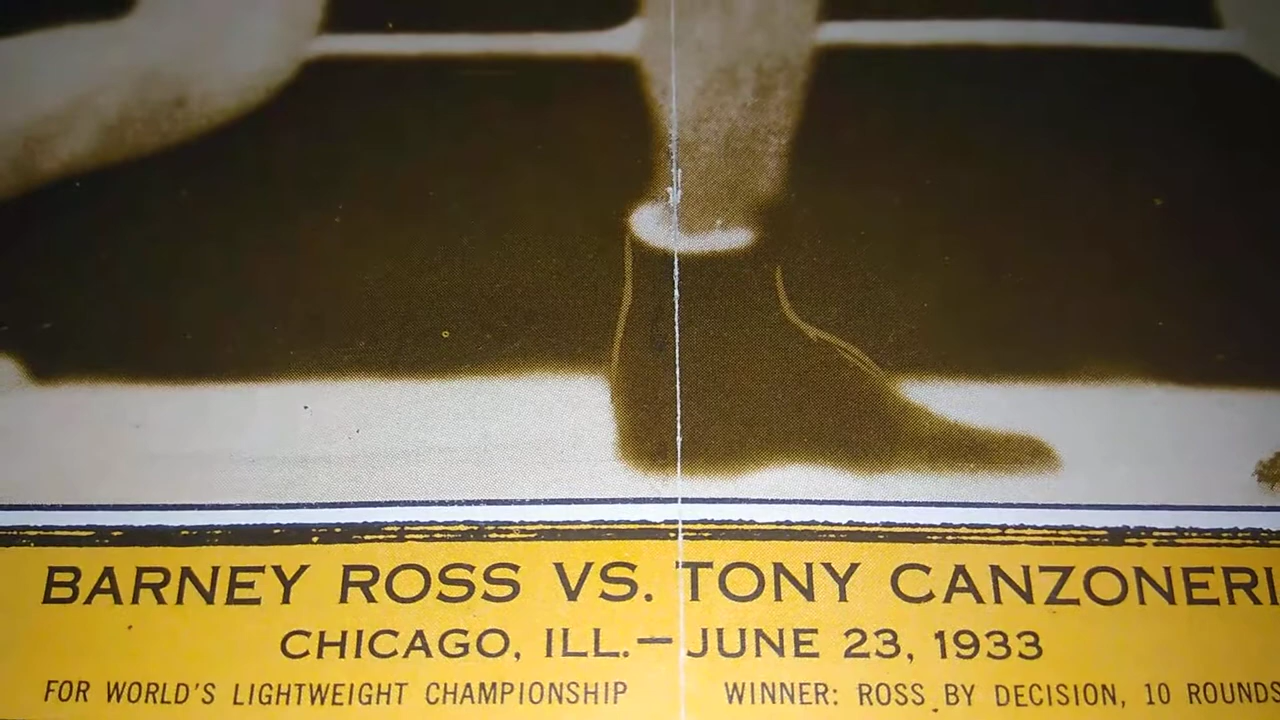 BARNEY ROSS VS. TONY CANZONERI
CHICAGO, ILL.—JUNE 23, 1933
FOR WORLD'S LIGHTWEIGHT CHAMPIONSHIP WINNER: ROSS BY DECISION, 10 ROUNDS